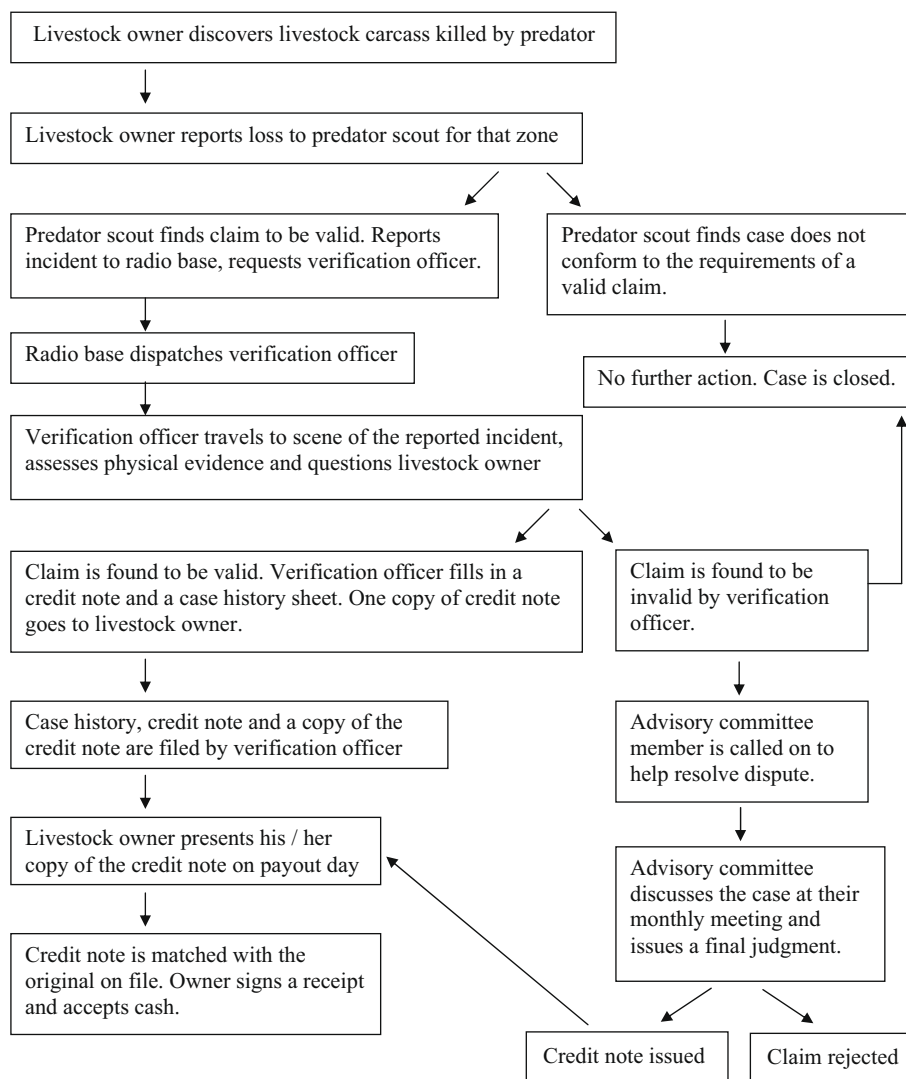 Livestock owner discovers livestock carcass killed by predator
Livestock owner reports loss to predator scout for that zone
Predator scout finds claim to be valid. Reports
incident to radio base, requests verification officer.
Predator scout finds case does not
conform to the requirements of a
valid claim.
Radio base dispatches verification officer
No further action. Case is closed.
Verification officer travels to scene of the reported incident,
assesses physical evidence and questions livestock owner
Claim is found to be valid. Verification officer fills in a
credit note and a case history sheet. One copy of credit note
goes to livestock owner.
Claim is found to be
invalid by verification
officer.
Case history, credit note and a copy of the
credit note are filed by verification officer
Advisory committee
member is called on to
help resolve dispute.
Livestock owner presents his / her
copy of the credit note on payout day
Advisory committee
discusses the case at their
monthly meeting and
issues a final judgment.
Credit note is matched with the
original on file. Owner signs a receipt
and accepts cash.
Credit note issued
Claim rejected